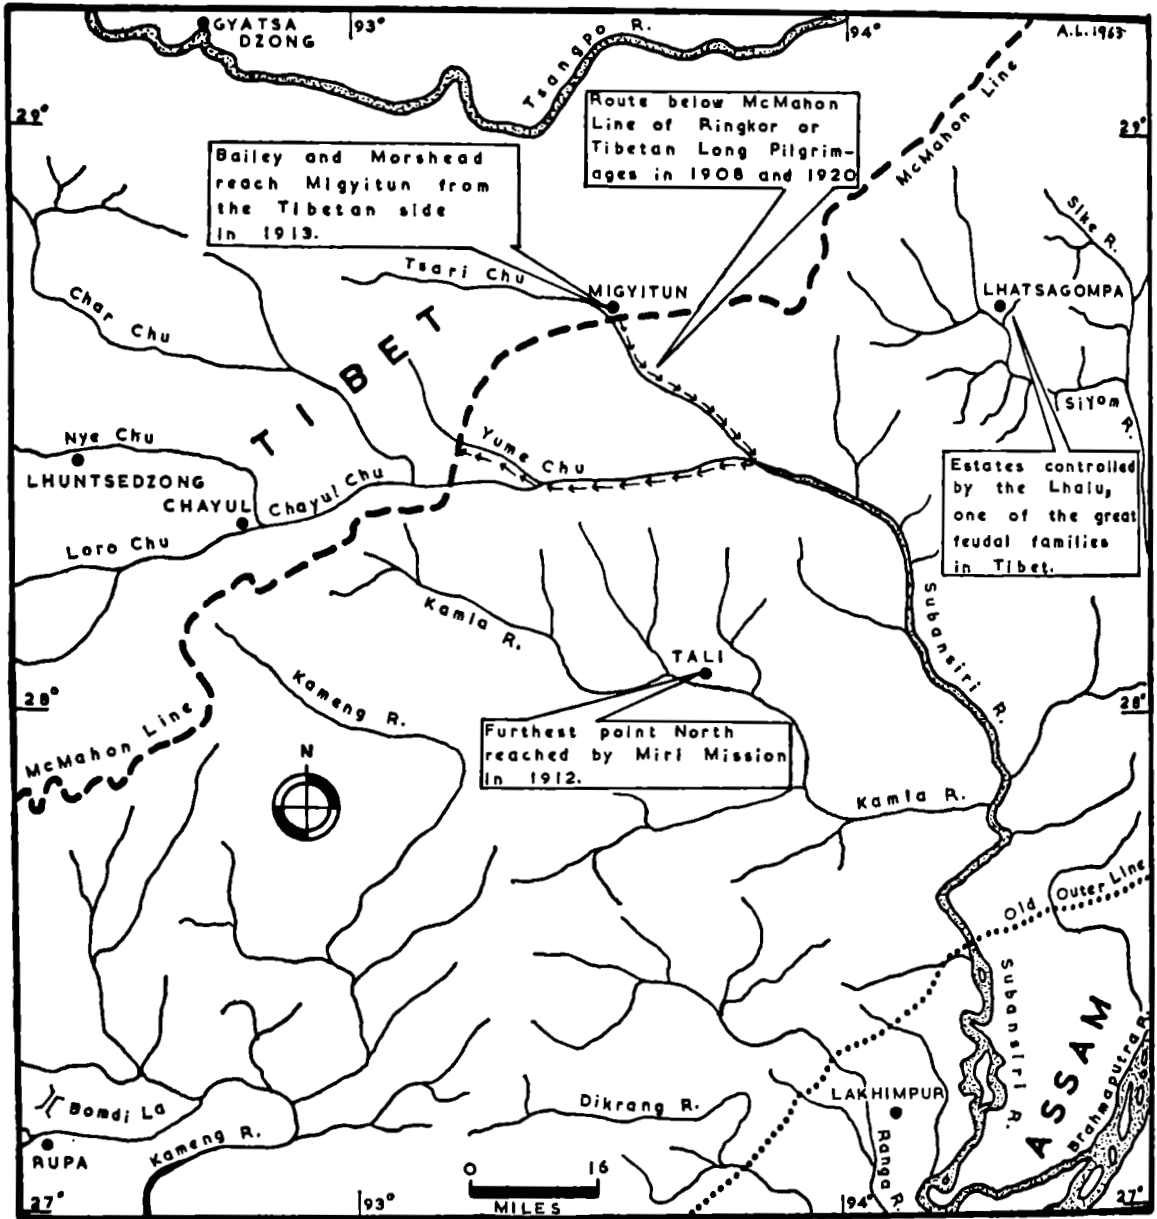 GYATSA
DZONG
93°
Tsangpo R.
94°
A.L.1963
29°
29°
McMahon Line
Route below McMahon
Line of Ringkor or
Tibetan Long Pilgrim-
ages in 1908 and 1920
Bailey and Morshead
reach Migyitun from
the Tibetan side
in 1913.
Sike R.
Tsari Chu
MIGYITUN
LHATSAGOMPA
Char Chu
TIBET
Siyom R.
Nye Chu
LHUNTSEDZONG
Yume Chu
CHAYUL
Chayul Chu
Loro Chu
Estates controlled
by the Lhalu,
one of the great
feudal families
in Tibet.
Kamla R.
Subansiri R.
TALI
28°
28°
Kameng R.
McMahon Line
N
Furthest point North
reached by Miri Mission
in 1912.
Kamla R.
Old Outer Line
Subansiri R.
ASSAM
Brahmaputra R.
Bomdi La
RUPA
Kameng R.
Dikrang R.
LAKHIMPUR
Ranga R.
0 16
MILES
27°
93°
94°
27°